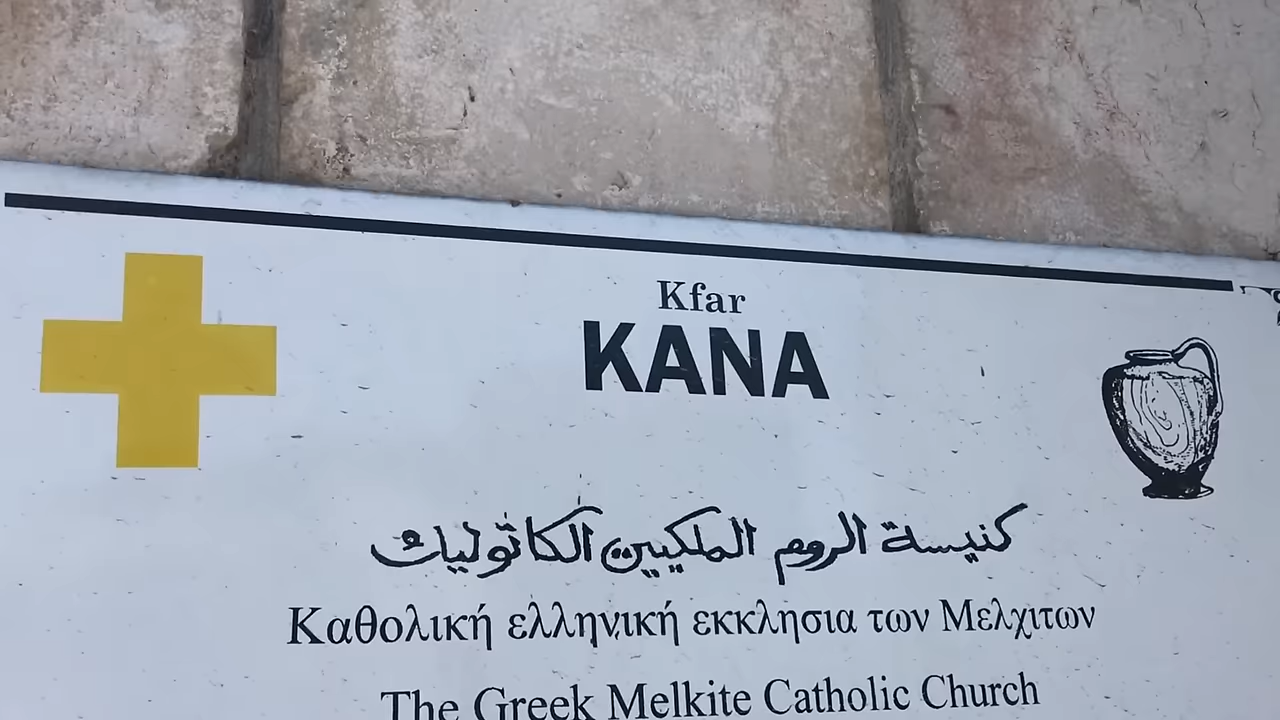 Kfar
KANA
كنيسة الروم الملكيين الكاثوليك
Καθολική ελληνική εκκλησια των Μελχιτων
The Greek Melkite Catholic Church